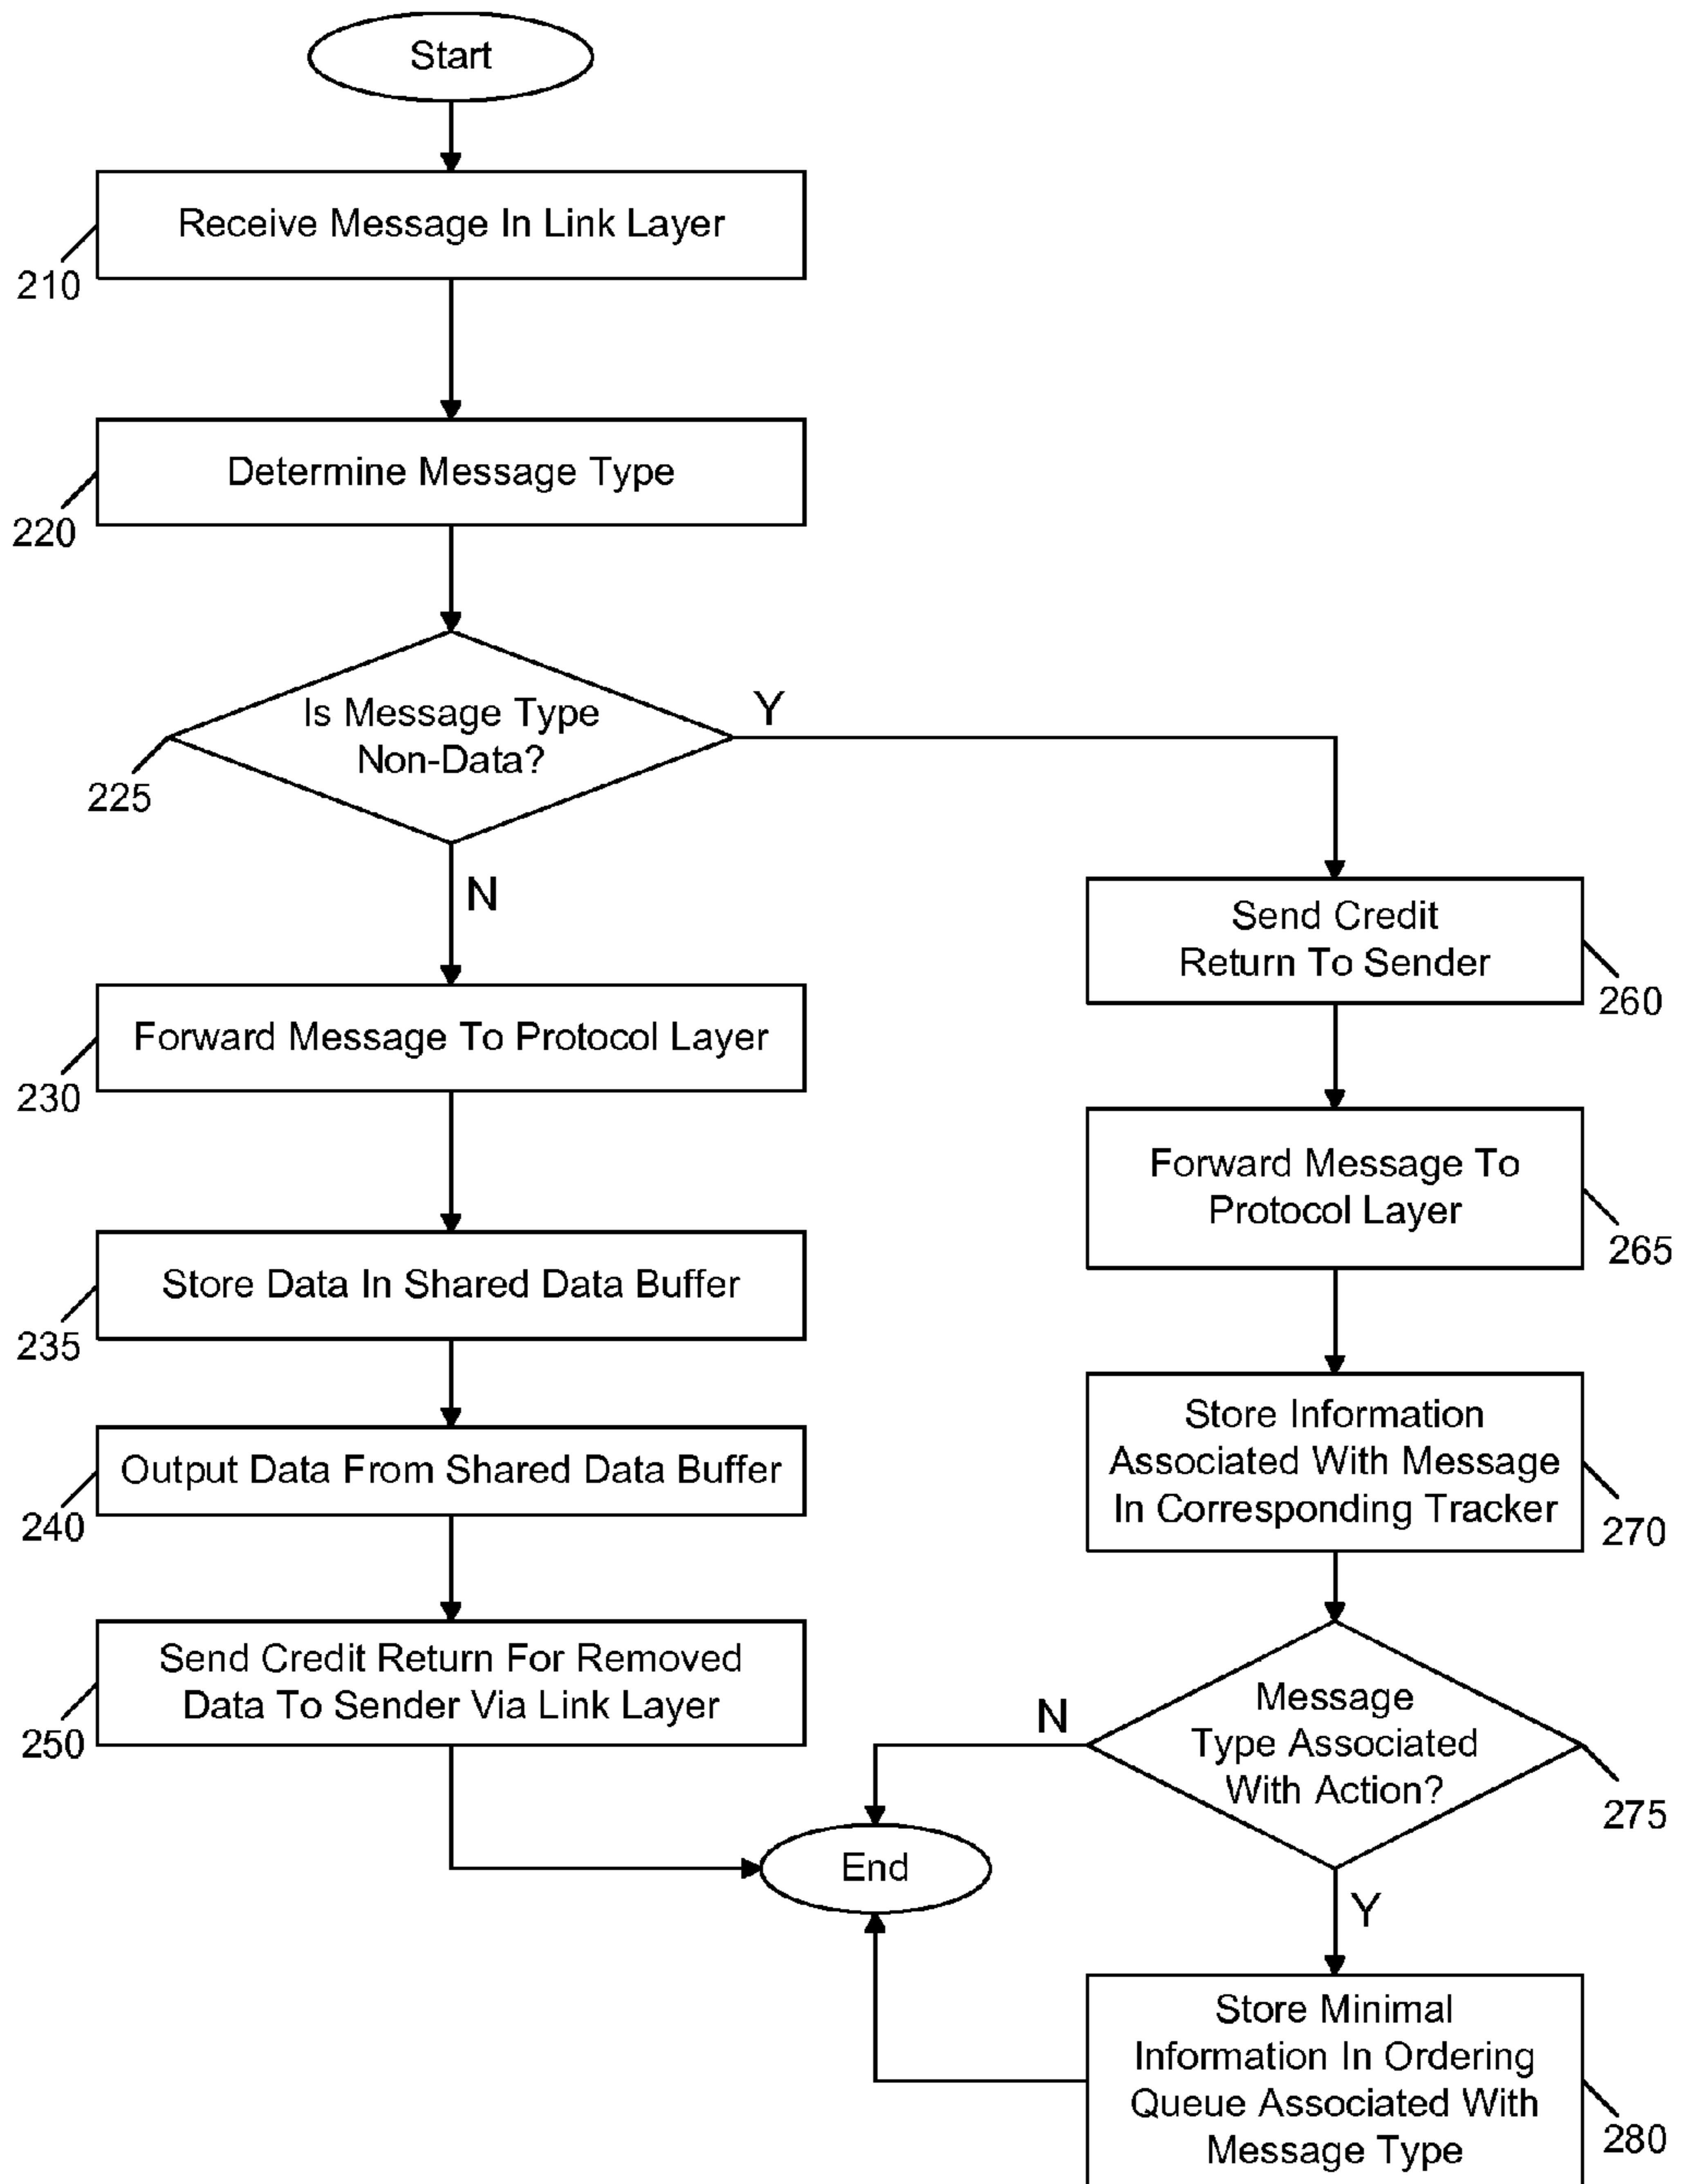 Start
Receive Message In Link Layer
210
Determine Message Type
220
Is Message Type
Non-Data?
225
Y
N
Forward Message To Protocol Layer
230
Store Data In Shared Data Buffer
235
Output Data From Shared Data Buffer
240
Send Credit Return For Removed
Data To Sender Via Link Layer
250
Send Credit
Return To Sender
260
Forward Message To
Protocol Layer
265
Store Information
Associated With Message
In Corresponding Tracker
270
Message
Type Associated
With Action?
275
N
Y
End
Store Minimal
Information In Ordering
Queue Associated With
Message Type
280